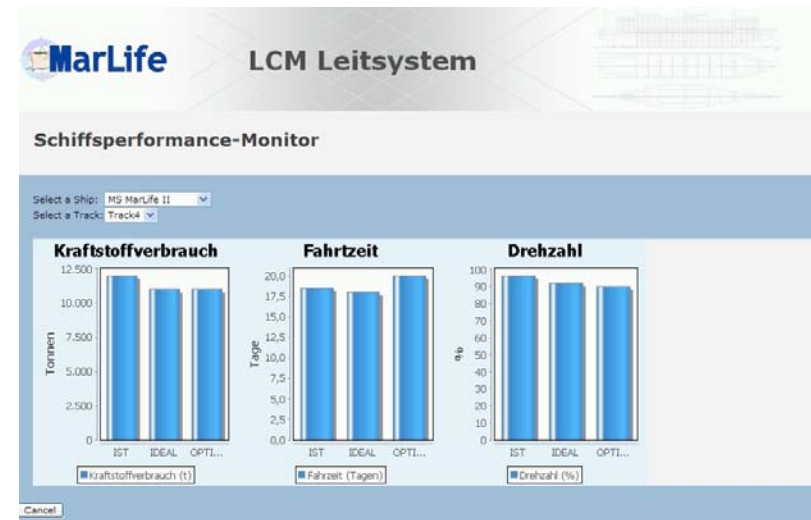 MarLife LCM Leitsystem
Schiffsperformance-Monitor
Select a Ship: MS MarLife II
Select a Track: Track4
Kraftstoffverbrauch Fahrtzeit Drehzahl
12.500
10.000
7.500
5.000
2.500
0
Tonnen
IST IDEAL OPTI...
Kraftstoffverbrauch (t)
20,0
17,5
15,0
12,5
10,0
7,5
5,0
2,5
0,0
Tage
IST IDEAL OPTI...
Fahrzeit (Tagen)
100
90
80
70
60
50
40
30
20
10
0
%
IST IDEAL OPTI...
Drehzahl (%)
Cancel